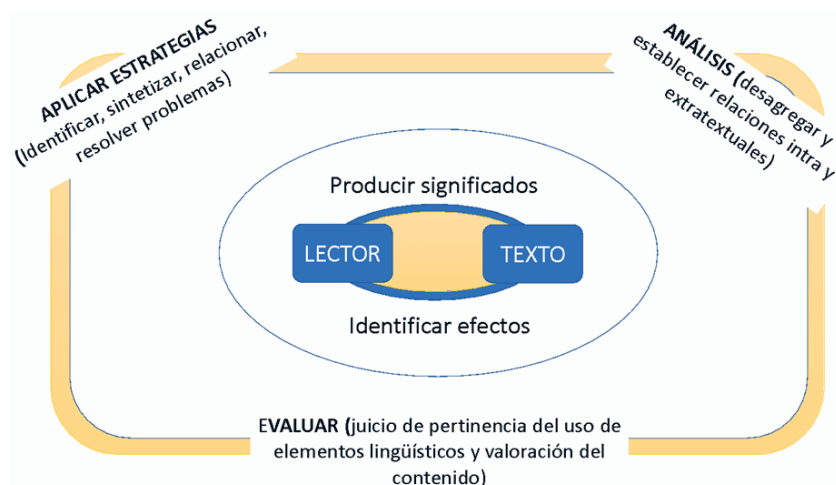 APLICAR ESTRATEGIAS
(Identificar, sintetizar, relacionar,
resolver problemas)
ANÁLISIS (desagregar y
establecer relaciones intra y
extratextuales)
Producir significados
LECTOR
TEXTO
Identificar efectos
EVALUAR (juicio de pertinencia del uso de
elementos lingüísticos y valoración del
contenido)